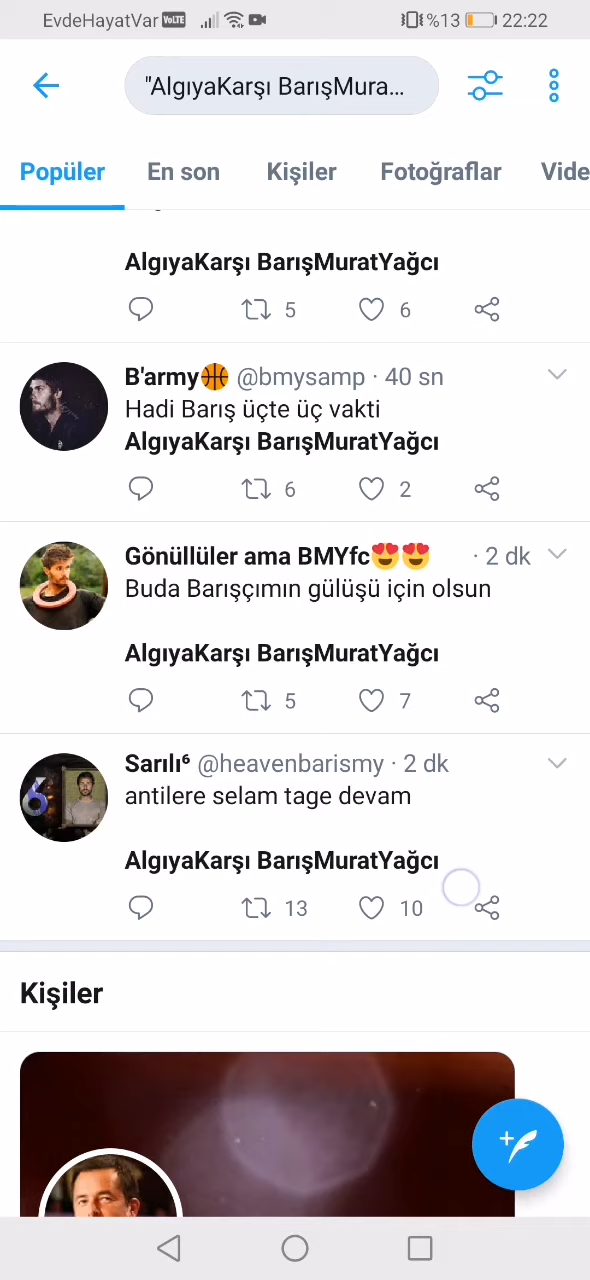 EvdeHayatVar VoLTE %13 22:22
"AlgıyaKarşı BarışMura...
Popüler En son Kişiler Fotoğraflar Vide
AlgıyaKarşı BarışMuratYağcı
5 6
B'army🏀 @bmysamp · 40 sn
Hadi Barış üçte üç vakti
AlgıyaKarşı BarışMuratYağcı
6 2
Gönüllüler ama BMYfc😍😍 · 2 dk
Buda Barışçımın gülüşü için olsun
AlgıyaKarşı BarışMuratYağcı
5 7
Sarılı⁶ @heavenbarismy · 2 dk
antilere selam tage devam
AlgıyaKarşı BarışMuratYağcı
13 10
Kişiler